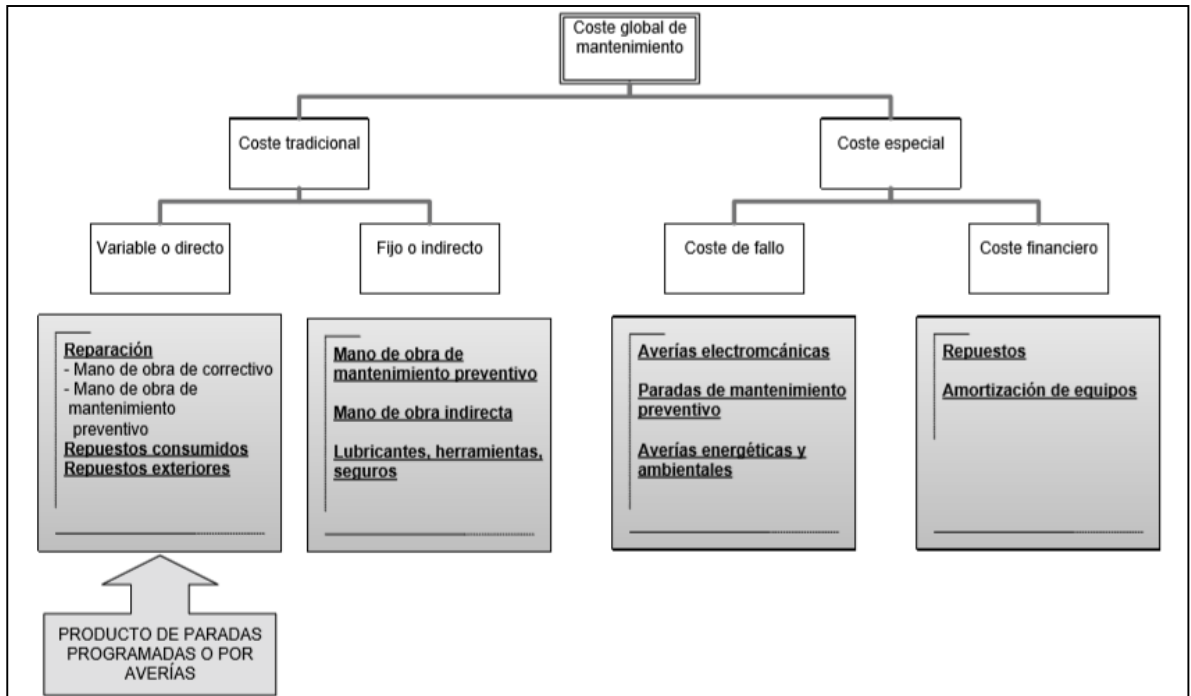 Coste global de
mantenimiento
Coste tradicional
Coste especial
Variable o directo
Fijo o indirecto
Coste de fallo
Coste financiero
Reparación
- Mano de obra de correctivo
- Mano de obra de
mantenimiento
preventivo
Repuestos consumidos
Repuestos exteriores
Mano de obra de
mantenimiento preventivo
Mano de obra indirecta
Lubricantes, herramientas,
seguros
Averías electromcánicas
Paradas de mantenimiento
preventivo
Averías energéticas y
ambientales
Repuestos
Amortización de equipos
PRODUCTO DE PARADAS
PROGRAMADAS O POR
AVERÍAS